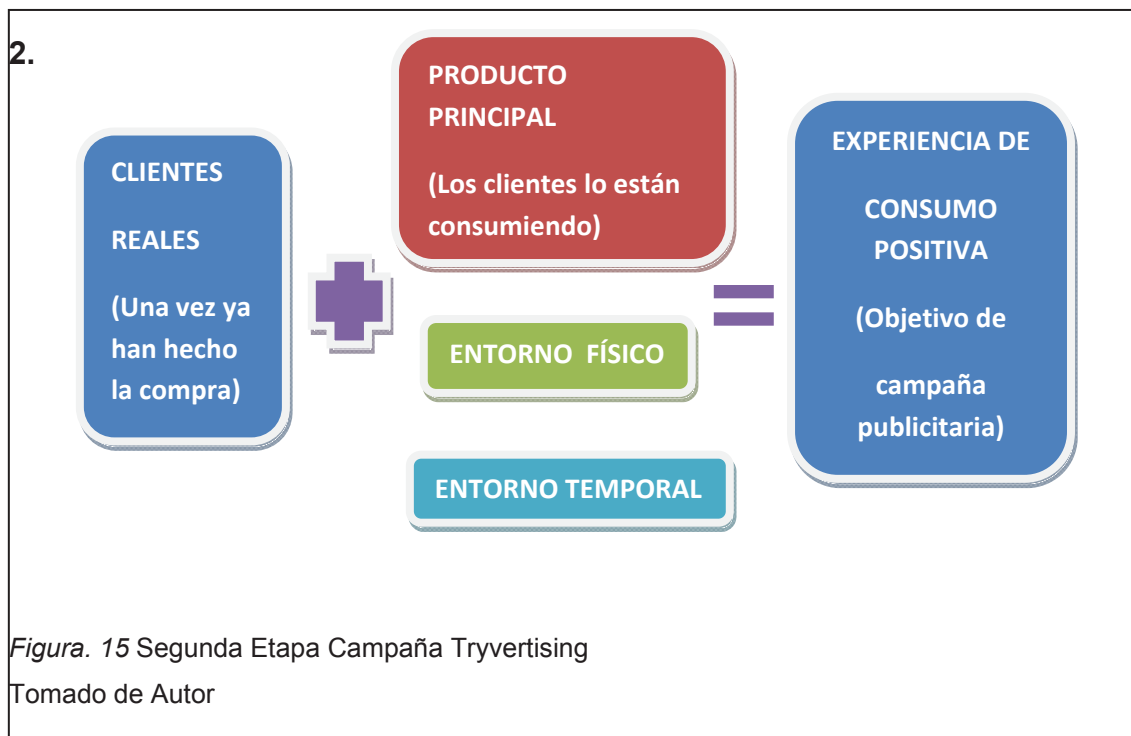 2.
CLIENTES
REALES
(Una vez ya
han hecho
la compra)
PRODUCTO
PRINCIPAL
(Los clientes lo están
consumiendo)
ENTORNO FÍSICO
ENTORNO TEMPORAL
EXPERIENCIA DE
CONSUMO
POSITIVA
(Objetivo de
campaña
publicitaria)
Figura. 15 Segunda Etapa Campaña Tryvertising
Tomado de Autor